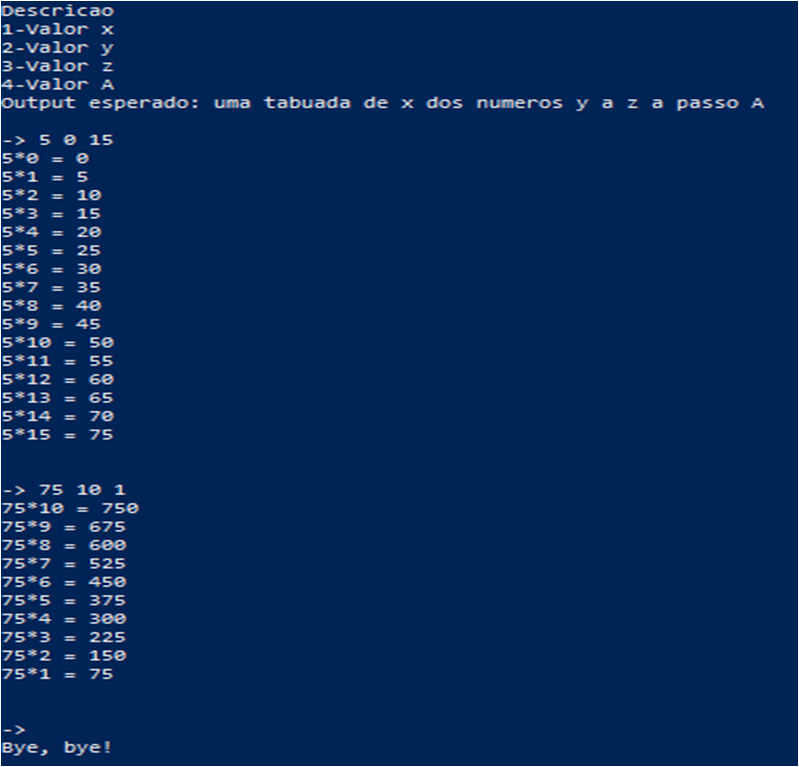 Descricao
1-Valor x
2-Valor y
3-Valor z
4-Valor A
Output esperado: uma tabuada de x dos numeros y a z a passo A
-> 5 0 15
5*0 = 0
5*1 = 5
5*2 = 10
5*3 = 15
5*4 = 20
5*5 = 25
5*6 = 30
5*7 = 35
5*8 = 40
5*9 = 45
5*10 = 50
5*11 = 55
5*12 = 60
5*13 = 65
5*14 = 70
5*15 = 75
-> 75 10 1
75*10 = 750
75*9 = 675
75*8 = 600
75*7 = 525
75*6 = 450
75*5 = 375
75*4 = 300
75*3 = 225
75*2 = 150
75*1 = 75
->
Bye, bye!